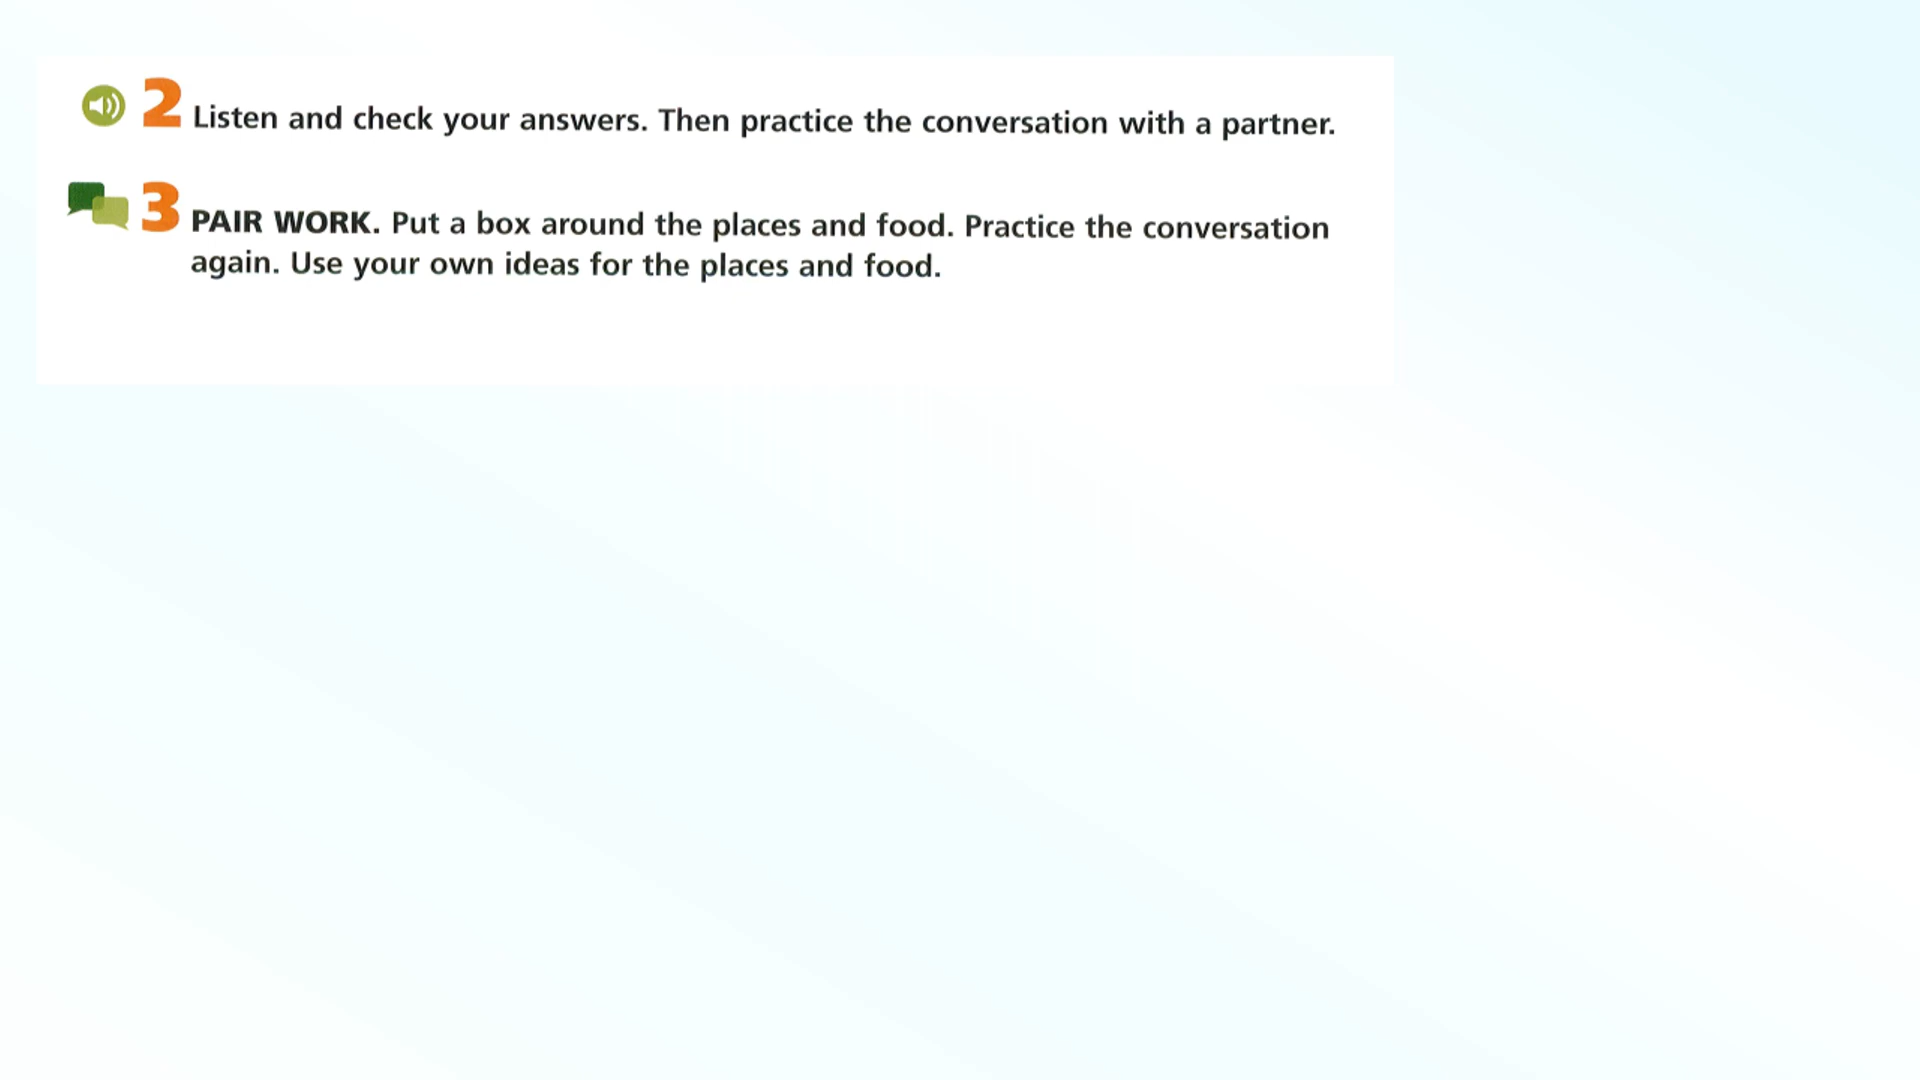 2 Listen and check your answers. Then practice the conversation with a partner.
3 PAIR WORK. Put a box around the places and food. Practice the conversation
again. Use your own ideas for the places and food.